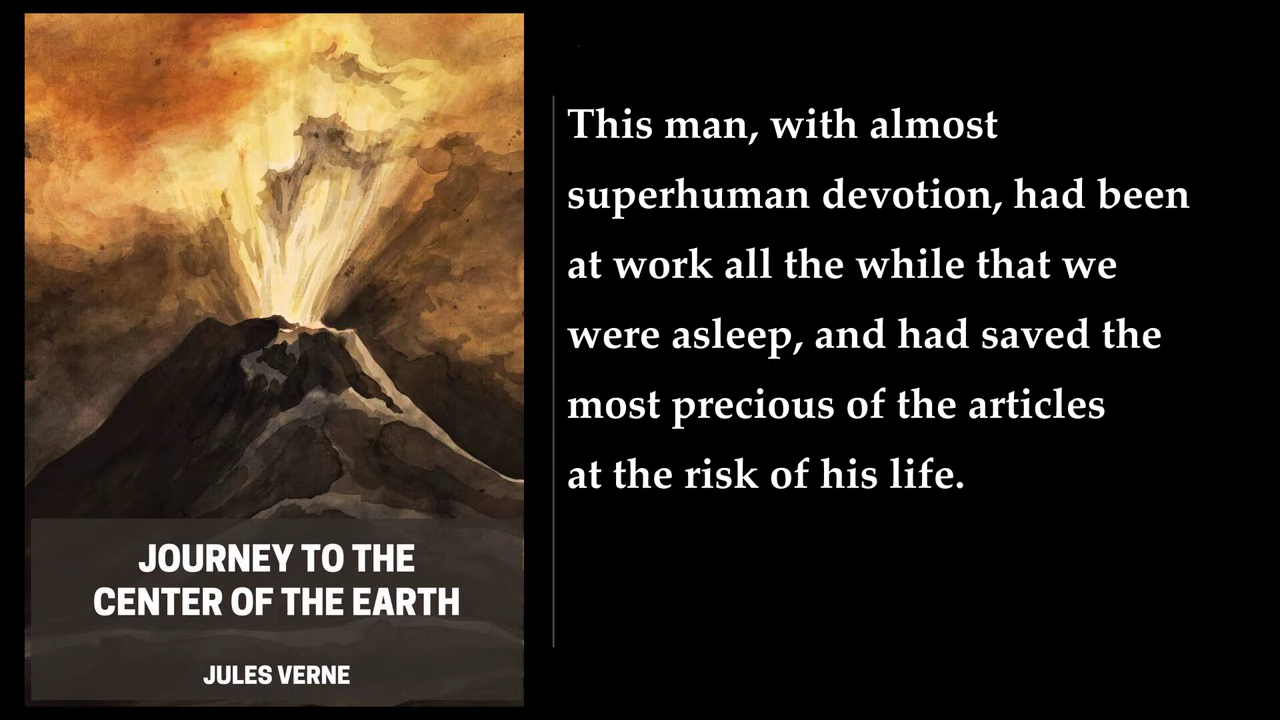 This man, with almost
superhuman devotion, had been
at work all the while that we
were asleep, and had saved the
most precious of the articles
at the risk of his life.
JOURNEY TO THE
CENTER OF THE EARTH
JULES VERNE